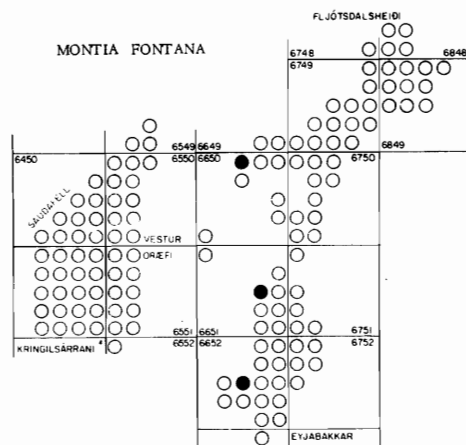 FLJÓTSDALSHEIÐI
MONTIA FONTANA
6748 6848
6749
6549 6649 6849
6450 6550 6650 6750
SAUÐAFELL
VESTUR
ÖRÆFI
6551 6651 6751
KRINGILSÁRRANI 6552 6652 6752
EYJABAKKAR